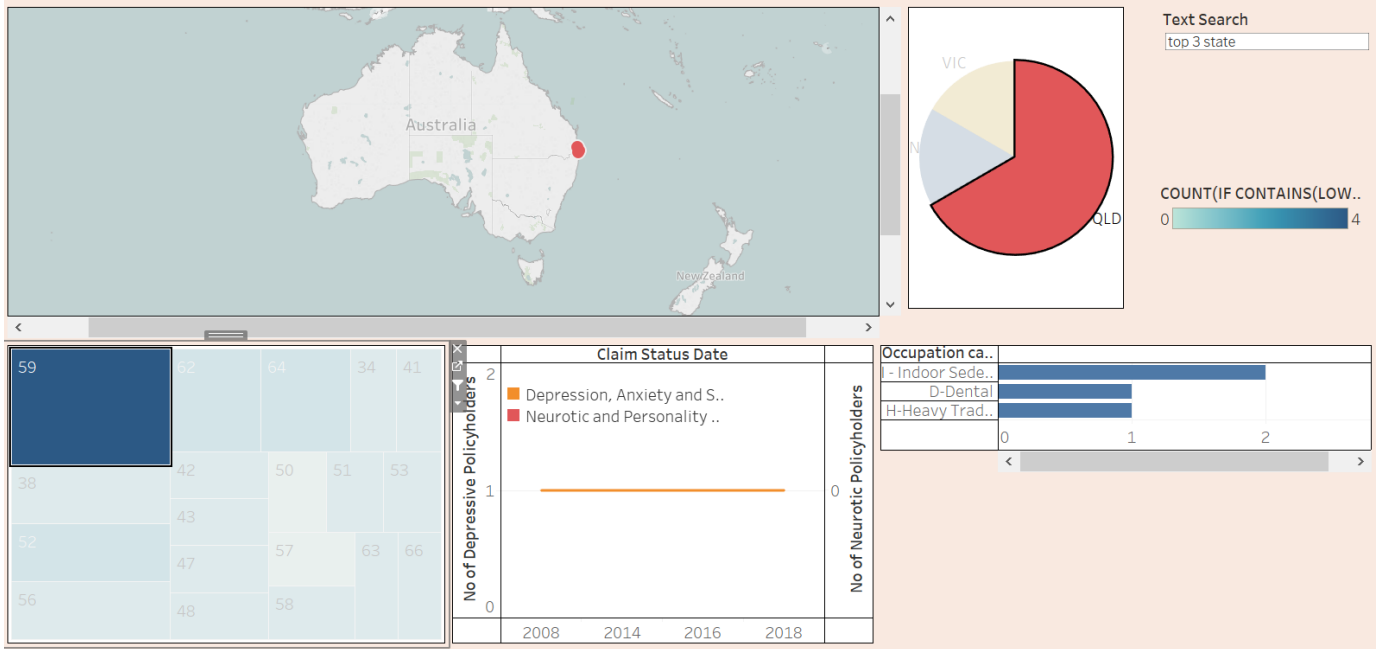 Australia
New Zealand
VIC
N
QLD
Text Search
top 3 state
COUNT(IF CONTAINS(LOW..
0
4
59
62
64
34
41
38
42
50
51
53
43
52
47
57
63
66
56
48
58
Claim Status Date
No of Depressive Policyholders
2
1
0
Depression, Anxiety and S..
Neurotic and Personality ..
0
No of Neurotic Policyholders
2008
2014
2016
2018
Occupation ca..
I - Indoor Sede..
D-Dental
H-Heavy Trad..
0
1
2